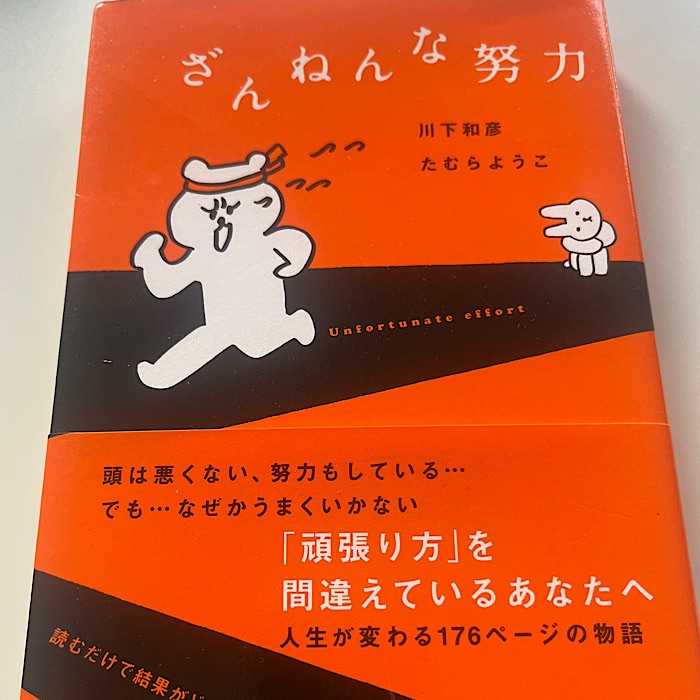 ざんねんな努力
川下和彦
たむらようこ
Unfortunate effort
頭は悪くない、努力もしている…
でも…なぜかうまくいかない
「頑張り方」を
間違えているあなたへ
人生が変わる176ページの物語
読むだけで結果が